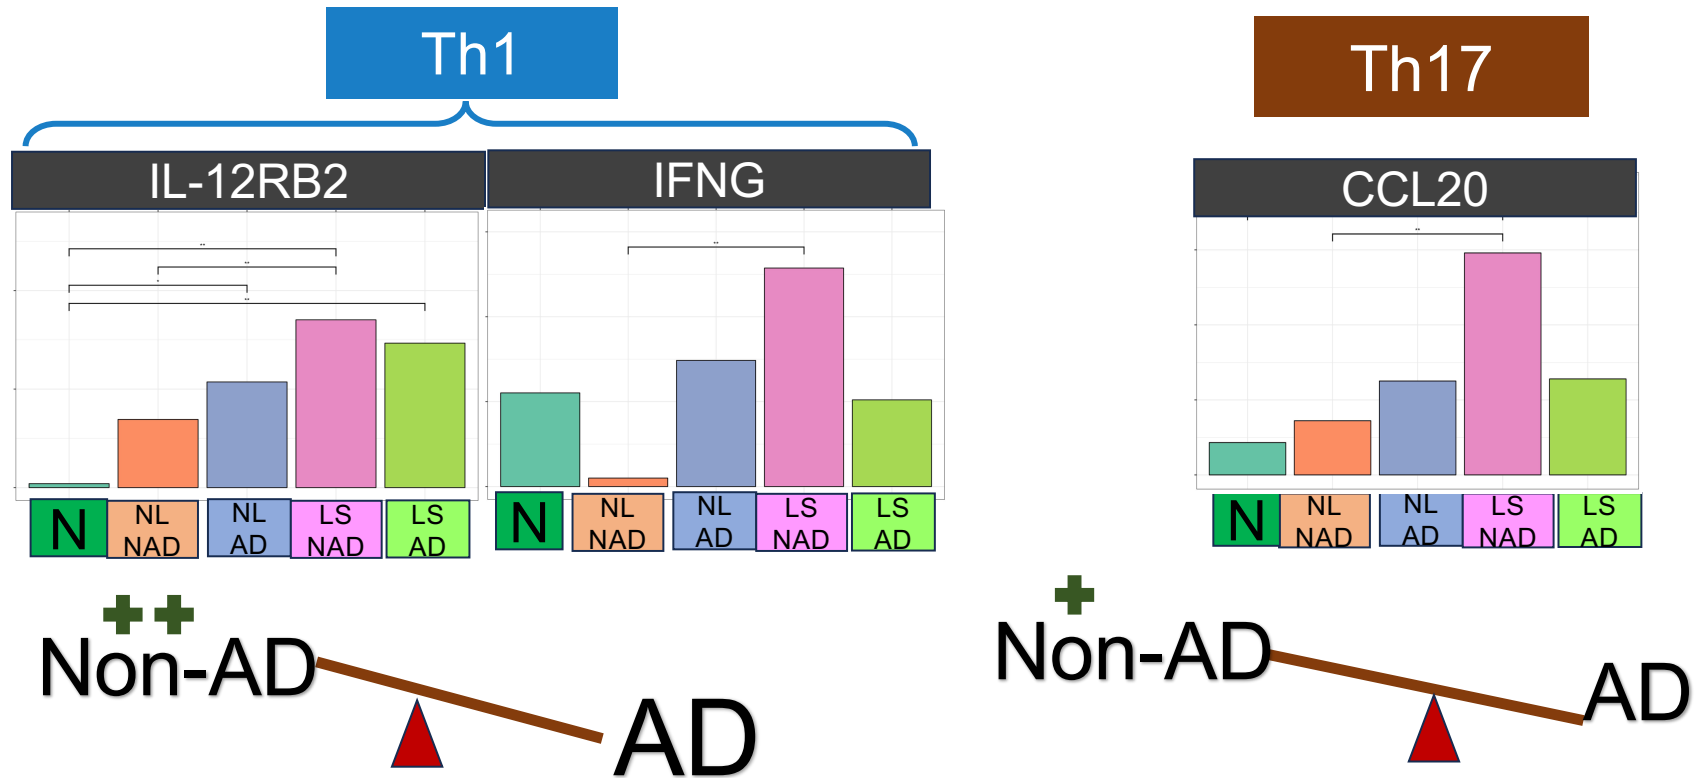 Th1
Th17
IL-12RB2
IFNG
CCL20
**
**
*
**
**
**
N
NL
NAD
NL
AD
LS
NAD
LS
AD
N
NL
NAD
NL
AD
LS
NAD
LS
AD
N
NL
NAD
NL
AD
LS
NAD
LS
AD
Non-AD
AD
Non-AD
AD